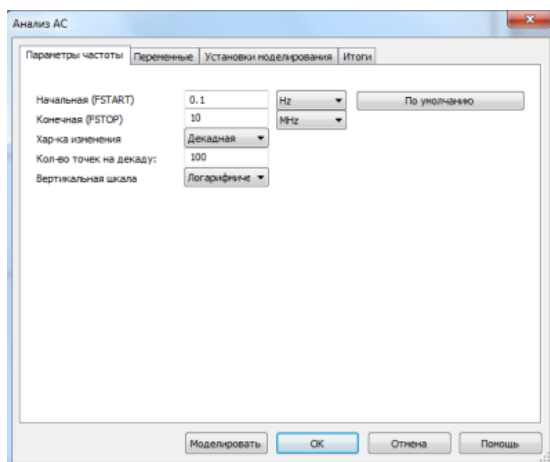 Анализ AC
Параметры частоты Переменные Установки моделирования Итоги
Начальная (FSTART) 0.1 Hz По умолчанию
Конечная (FSTOP) 10 MHz
Хар-ка изменения Декадная
Кол-во точек на декаду: 100
Вертикальная шкала Логарифмиче
Моделировать ОК Отмена Помощь